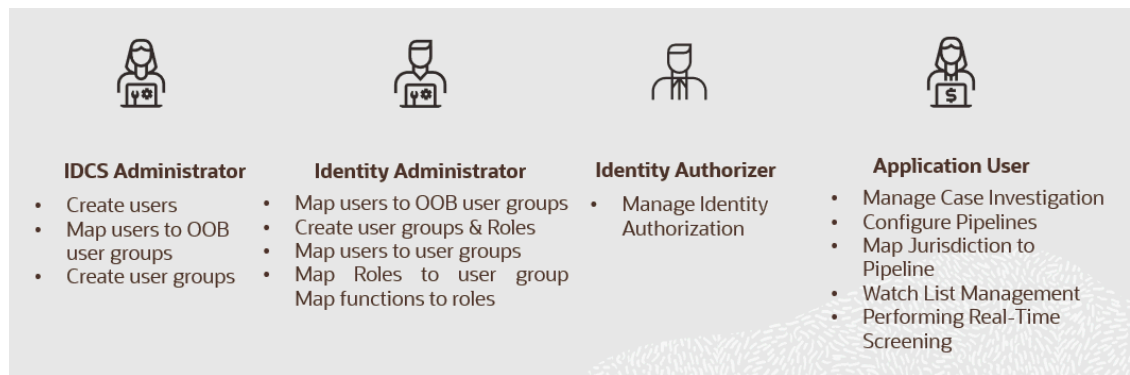 IDCS Administrator
• Create users
• Map users to OOB
user groups
• Create user groups
Identity Administrator
• Map users to OOB user groups
• Create user groups & Roles
• Map users to user groups
• Map Roles to user group
Map functions to roles
Identity Authorizer
• Manage Identity
Authorization
$
Application User
• Manage Case Investigation
• Configure Pipelines
• Map Jurisdiction to
Pipeline
• Watch List Management
• Performing Real-Time
Screening